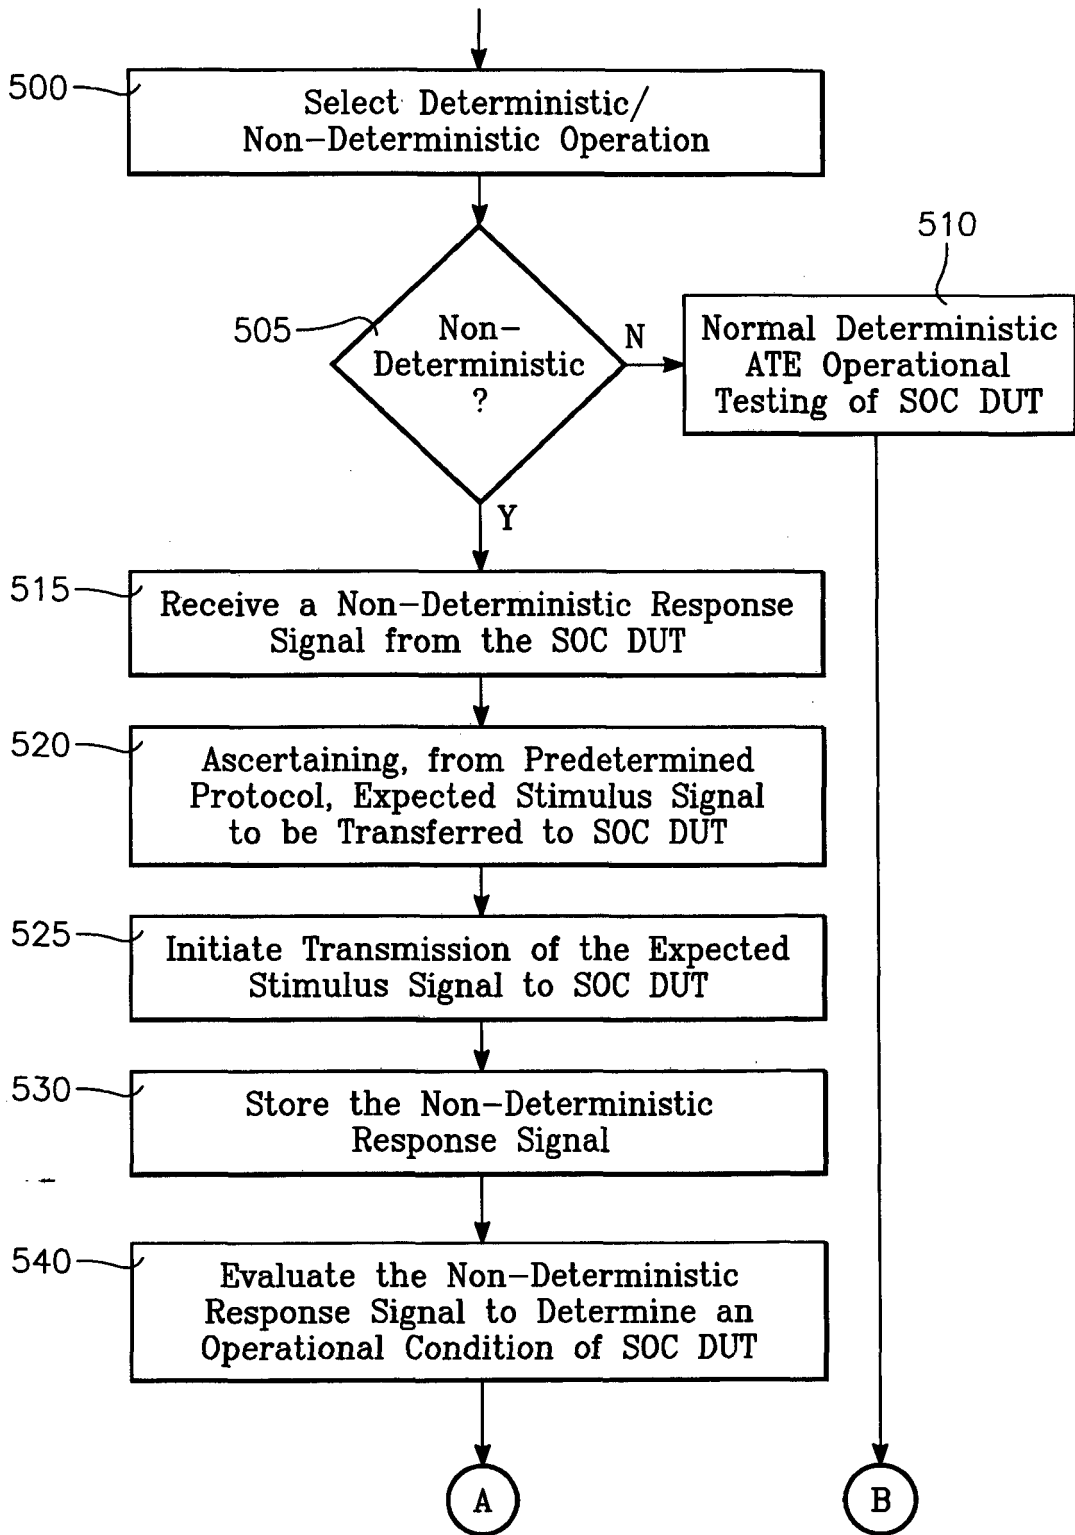 500
Select Deterministic/
Non-Deterministic Operation
510
505
Non-
Deterministic
?
N
Normal Deterministic
ATE Operational
Testing of SOC DUT
Y
515
Receive a Non-Deterministic Response
Signal from the SOC DUT
520
Ascertaining, from Predetermined
Protocol, Expected Stimulus Signal
to be Transferred to SOC DUT
525
Initiate Transmission of the Expected
Stimulus Signal to SOC DUT
530
Store the Non-Deterministic
Response Signal
540
Evaluate the Non-Deterministic
Response Signal to Determine an
Operational Condition of SOC DUT
A
B